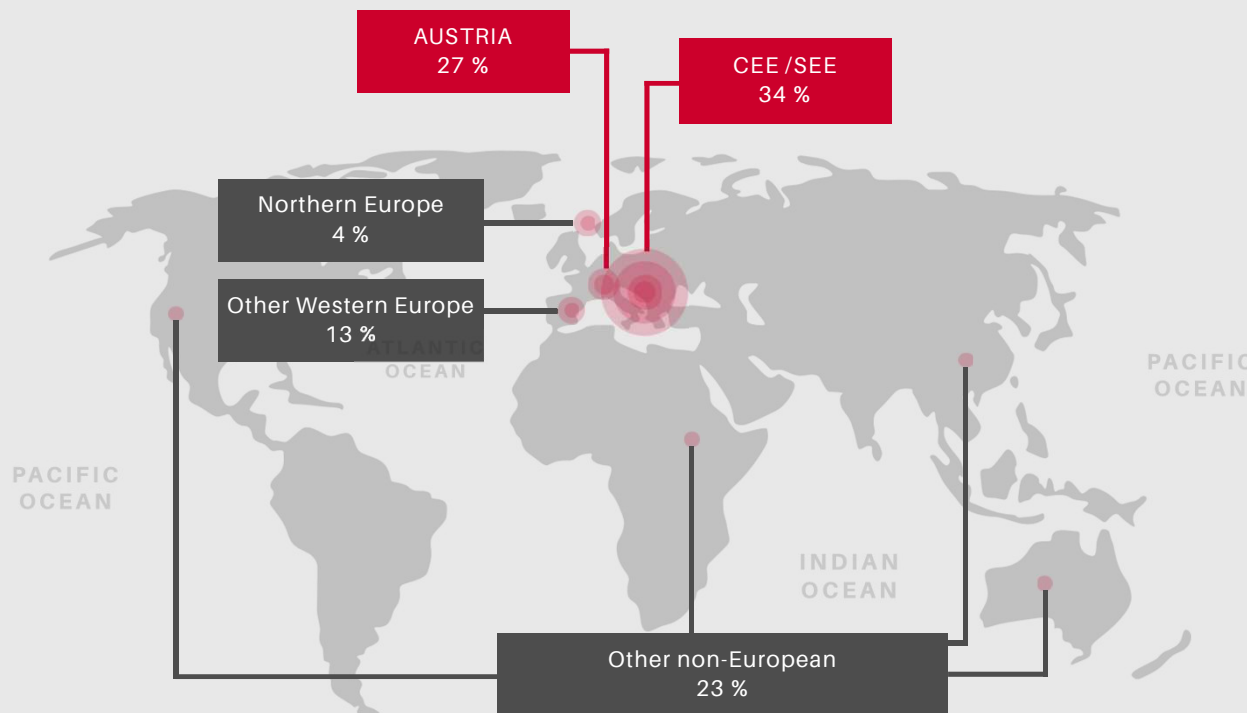 AUSTRIA
27 %
CEE /SEE
34 %
Northern Europe
4 %
Other Western Europe
13 %
ATLANTIC
OCEAN
PACIFIC
OCEAN
PACIFIC
OCEAN
INDIAN
OCEAN
Other non-European
23 %